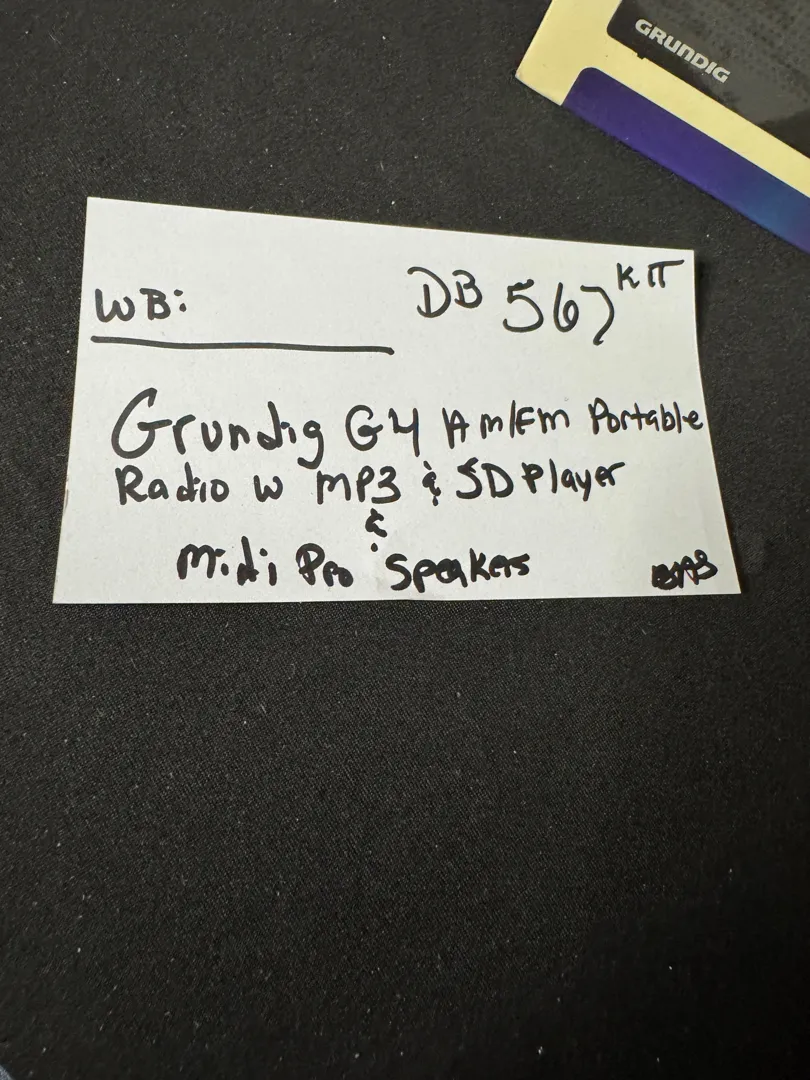 GRUNDIG
WB: DB 567 KIT
Grundig G4 Am/Fm Portable
Radio w MP3 & SD Player
&
Midi Pro Speakers